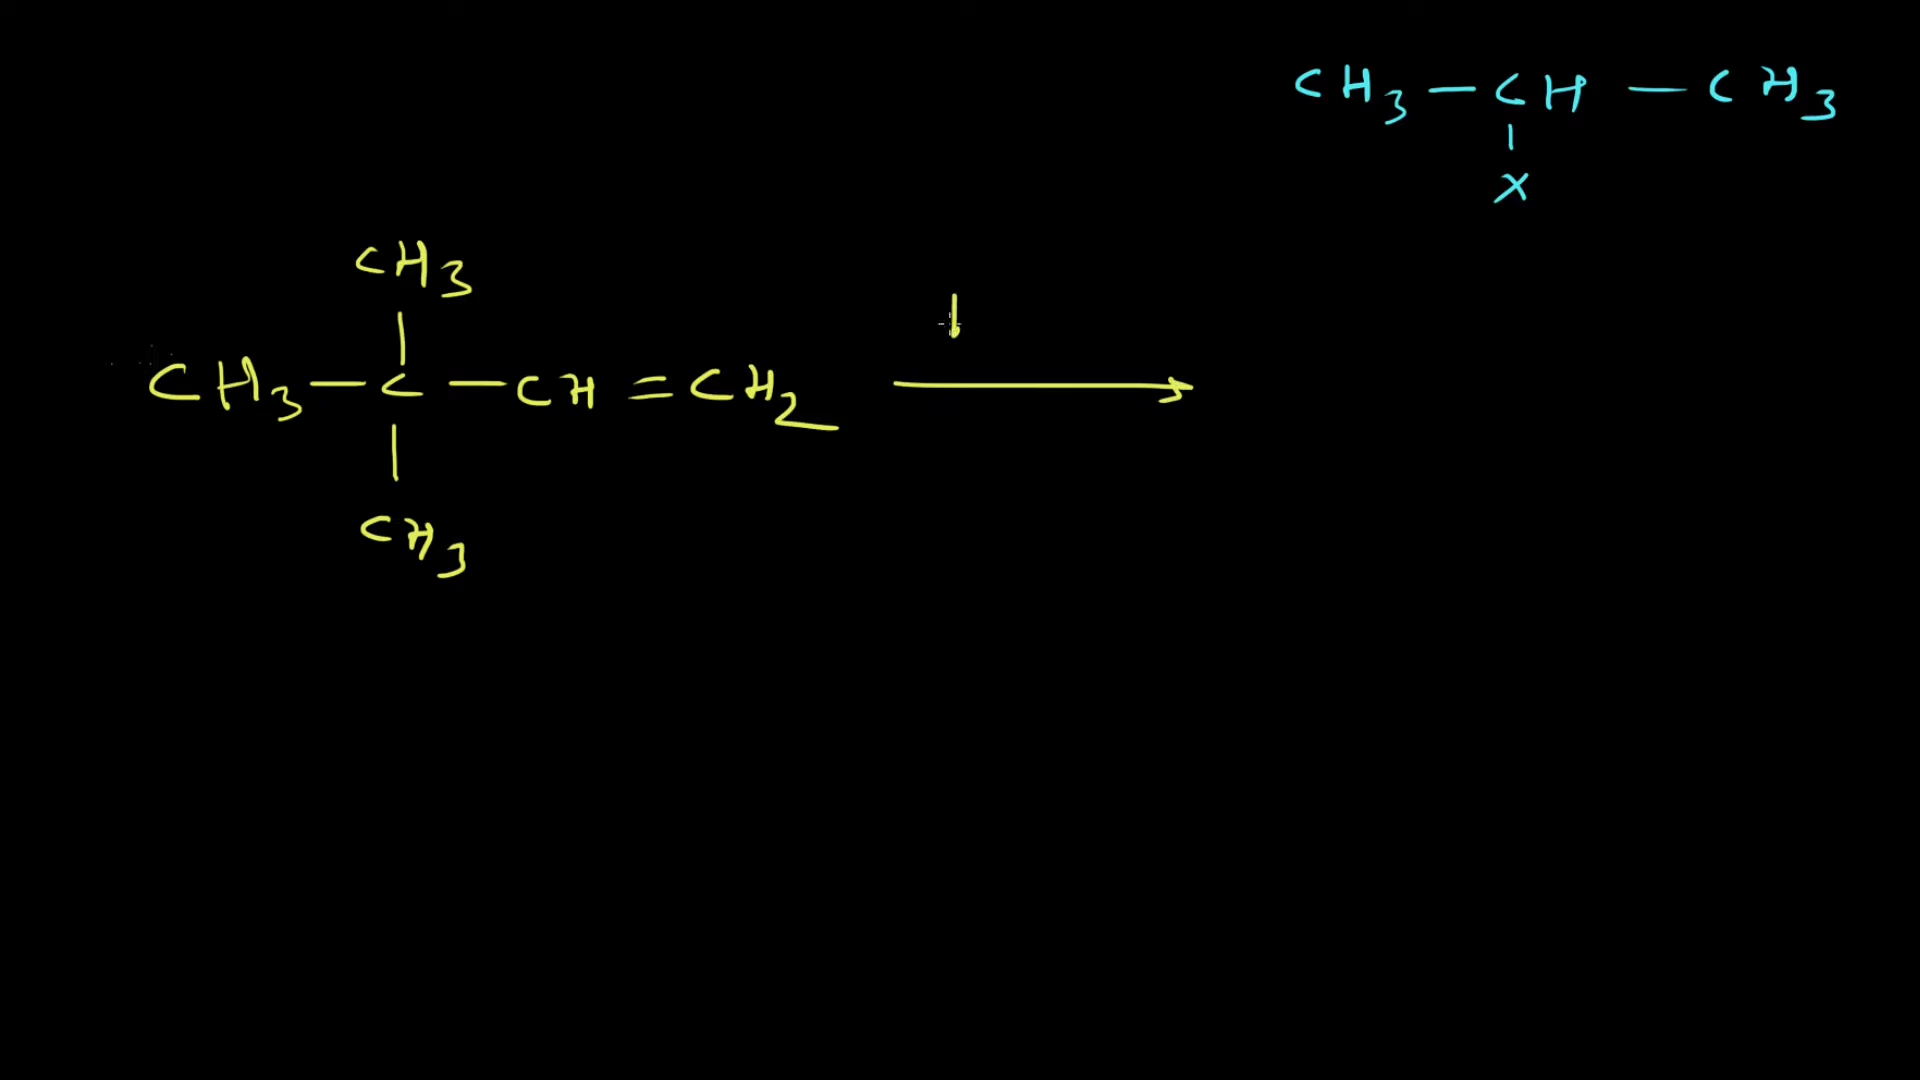 CH3 — CH — CH3
X
CH3
CH3 — C — CH = CH2 →
CH3